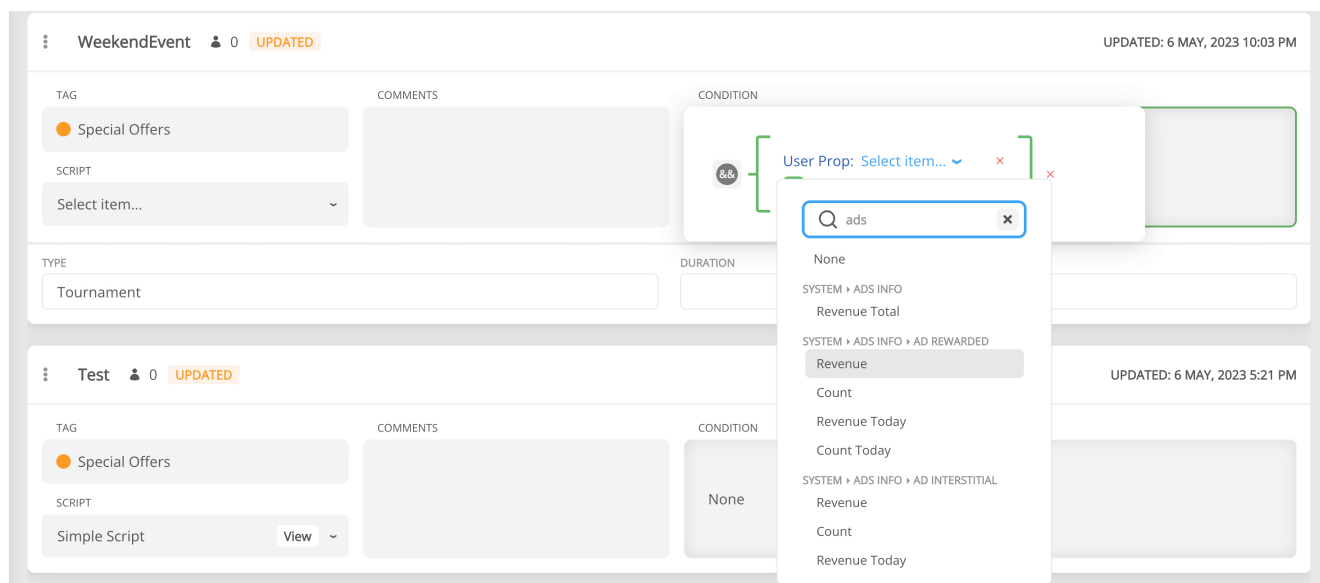 WeekendEvent 0 UPDATED
UPDATED: 6 MAY, 2023 10:03 PM
TAG
Special Offers
SCRIPT
Select item...
COMMENTS
CONDITION
&&
User Prop: Select item...
ads
None
SYSTEM ▸ ADS INFO
Revenue Total
SYSTEM ▸ ADS INFO ▸ AD REWARDED
Revenue
Count
Revenue Today
Count Today
SYSTEM ▸ ADS INFO ▸ AD INTERSTITIAL
Revenue
Count
Revenue Today
TYPE
Tournament
DURATION
Test 0 UPDATED
UPDATED: 6 MAY, 2023 5:21 PM
TAG
Special Offers
SCRIPT
Simple Script View
COMMENTS
CONDITION
None